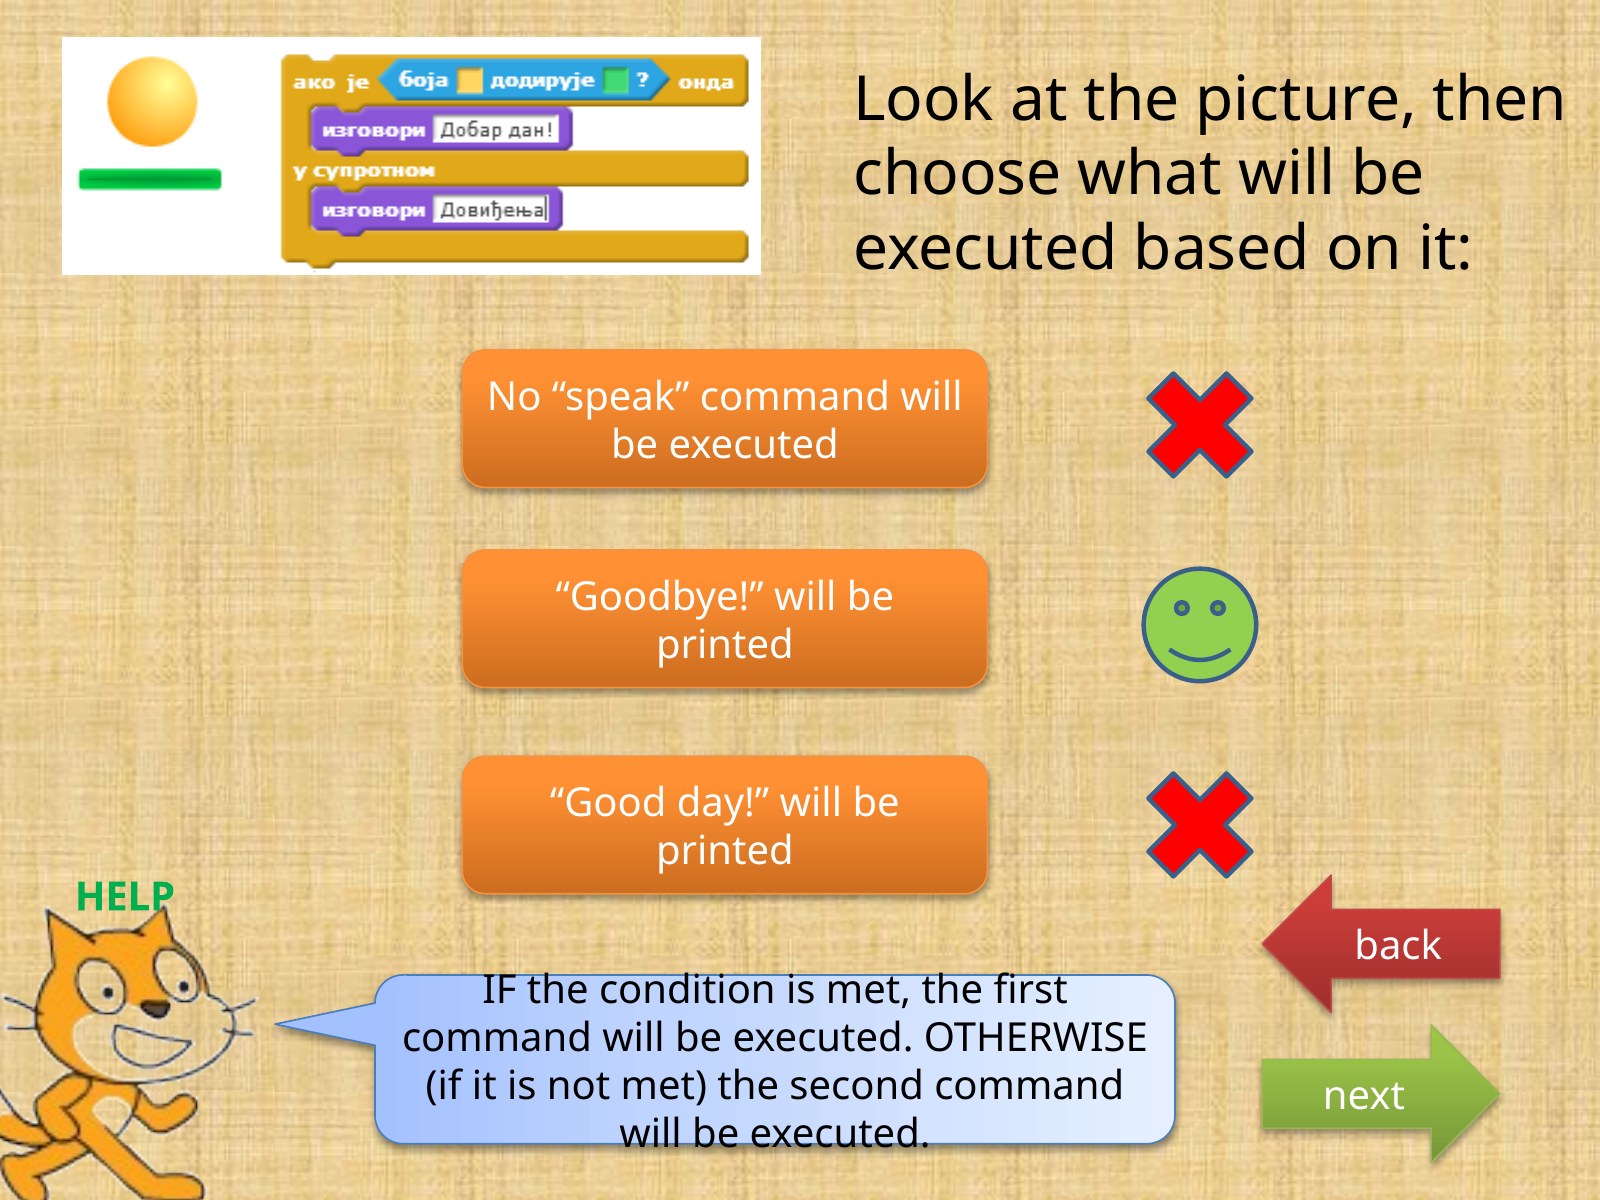 ако је боја додирује ? онда
изговори Добар дан!
у супротном
изговори Довиђења
Look at the picture, then
choose what will be
executed based on it:
No “speak” command will
be executed
“Goodbye!” will be
printed
“Good day!” will be
printed
HELP
IF the condition is met, the first
command will be executed. OTHERWISE
(if it is not met) the second command
will be executed.
back
next